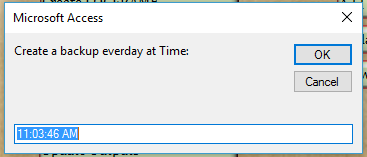 Microsoft Access
Create a backup everday at Time:
OK
Cancel
11:03:46 AM